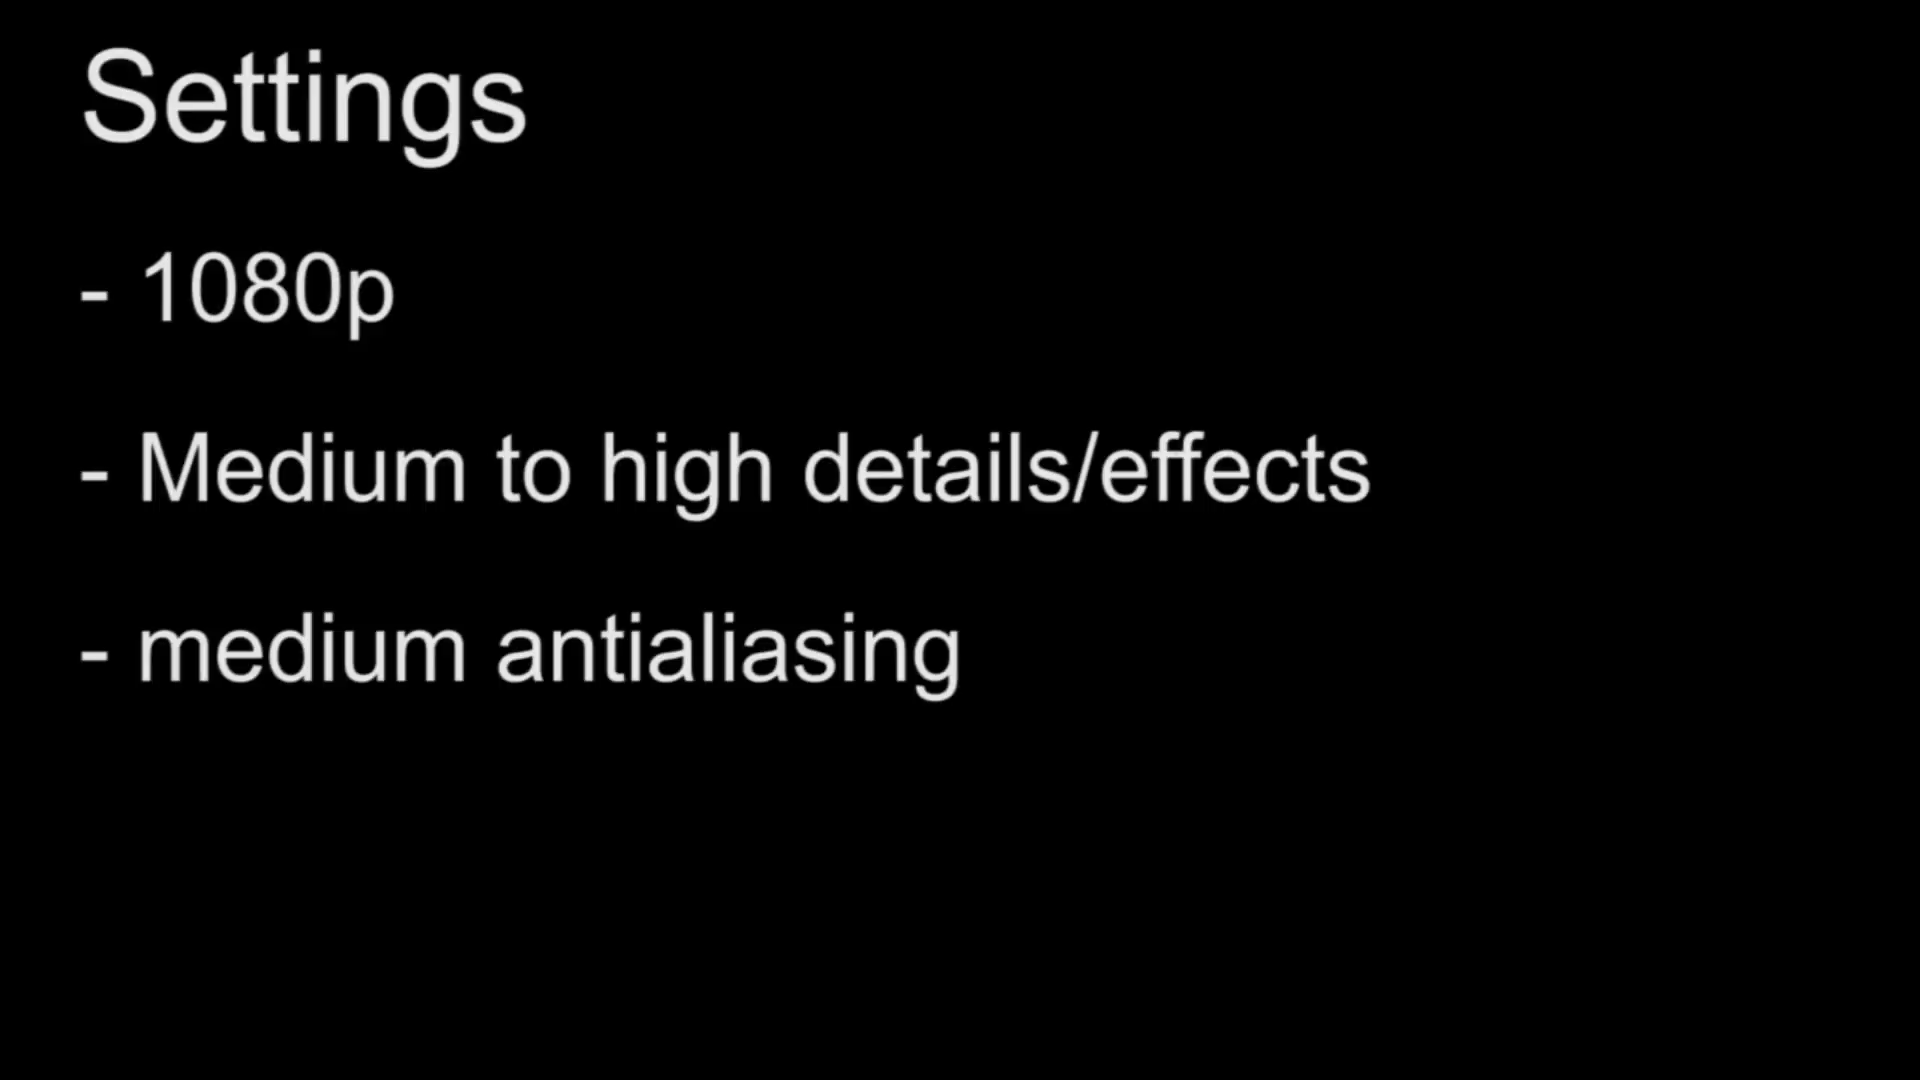 Settings
- 1080p
- Medium to high details/effects
- medium antialiasing